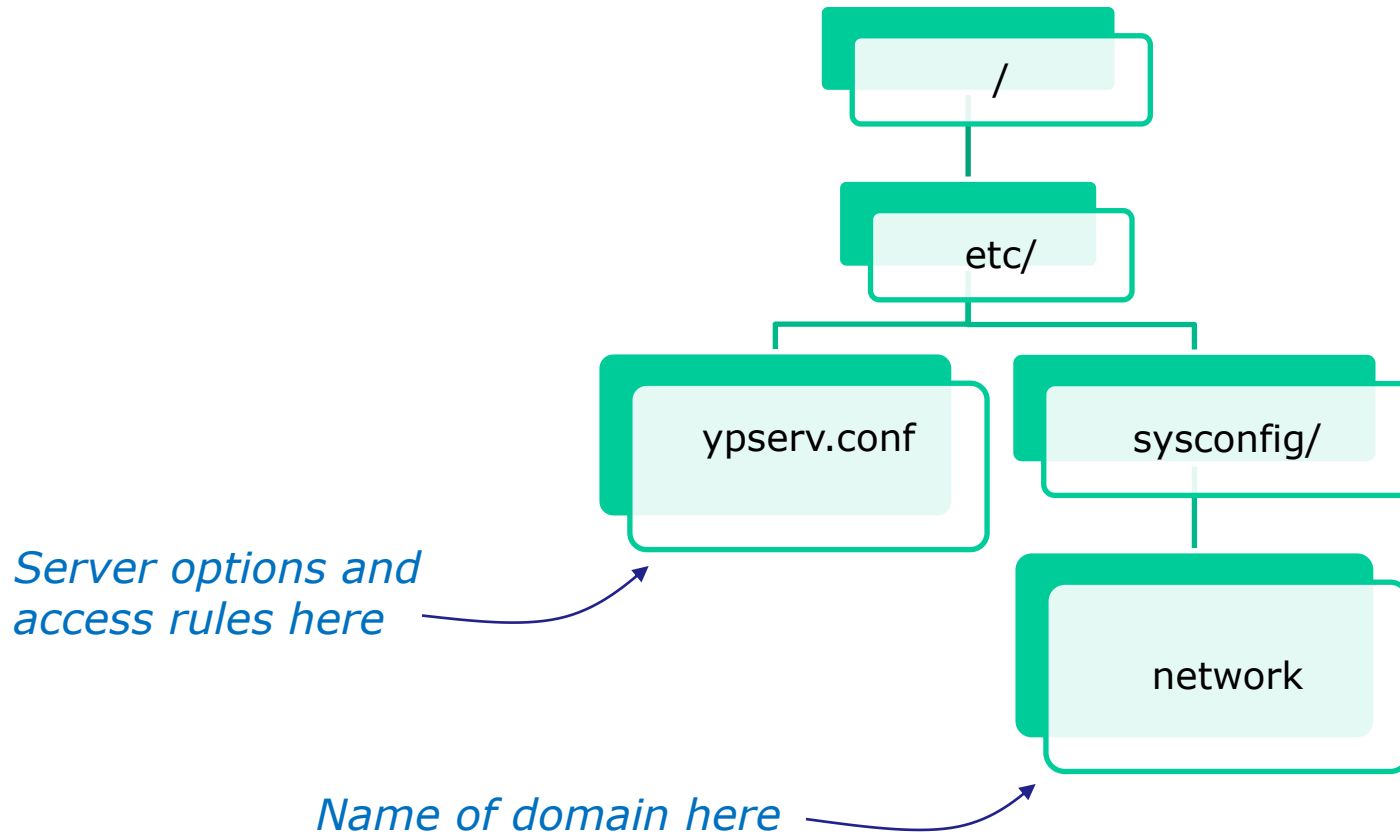 /
etc/
ypserv.conf
sysconfig/
Server options and
access rules here
network
Name of domain here